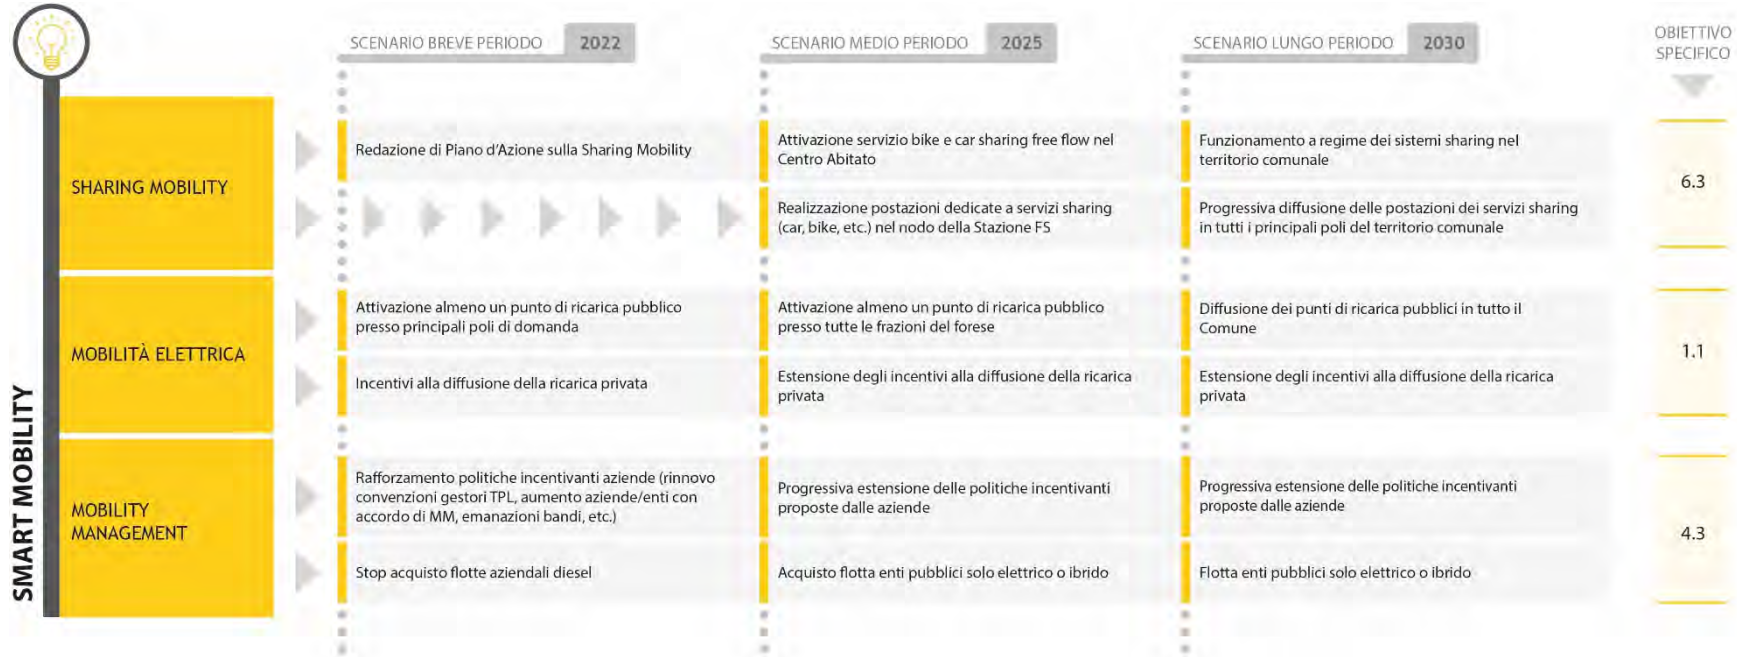 SCENARIO BREVE PERIODO 2022
SCENARIO MEDIO PERIODO 2025
SCENARIO LUNGO PERIODO 2030
OBIETTIVO
SPECIFICO
SMART MOBILITY
SHARING MOBILITY
Redazione di Piano d'Azione sulla Sharing Mobility
Attivazione servizio bike e car sharing free flow nel
Centro Abitato
Funzionamento a regime dei sistemi sharing nel
territorio comunale
Realizzazione postazioni dedicate a servizi sharing
(car, bike, etc.) nel nodo della Stazione FS
Progressiva diffusione delle postazioni dei servizi sharing
in tutti i principali poli del territorio comunale
6.3
MOBILITÀ ELETTRICA
Attivazione almeno un punto di ricarica pubblico
presso principali poli di domanda
Attivazione almeno un punto di ricarica pubblico
presso tutte le frazioni del forese
Diffusione dei punti di ricarica pubblici in tutto il
Comune
Incentivi alla diffusione della ricarica privata
Estensione degli incentivi alla diffusione della ricarica
privata
Estensione degli incentivi alla diffusione della ricarica
privata
1.1
MOBILITY
MANAGEMENT
Rafforzamento politiche incentivanti aziende (rinnovo
convenzioni gestori TPL, aumento aziende/enti con
accordo di MM, emanazioni bandi, etc.)
Progressiva estensione delle politiche incentivanti
proposte dalle aziende
Progressiva estensione delle politiche incentivanti
proposte dalle aziende
Stop acquisto flotte aziendali diesel
Acquisto flotta enti pubblici solo elettrico o ibrido
Flotta enti pubblici solo elettrico o ibrido
4.3